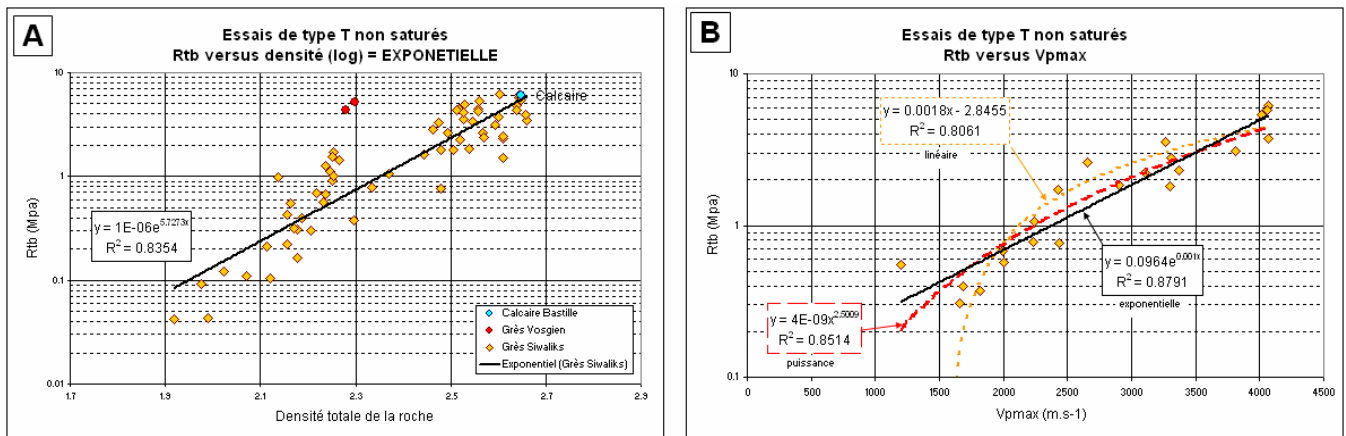 A
Essais de type T non saturés
Rtb versus densité (log) = EXPONETIELLE
10
1
0.1
0.01
Rtb (Mpa)
Calcaire
y = 1E-06e^5.7273x
R² = 0.8354
Calcaire Bastille
Grès Vosgien
Grès Siwaliks
Exponentiel (Grès Siwaliks)
1.7 1.9 2.1 2.3 2.5 2.7 2.9
Densité totale de la roche
B
Essais de type T non saturés
Rtb versus Vpmax
10
1
0.1
Rtb (Mpa)
y = 0.0018x - 2.8455
R² = 0.8061
linéaire
y = 0.0964e^0.001x
R² = 0.8791
exponentielle
y = 4E-09x^2.5009
R² = 0.8514
puissance
0 500 1000 1500 2000 2500 3000 3500 4000 4500
Vpmax (m.s-1)